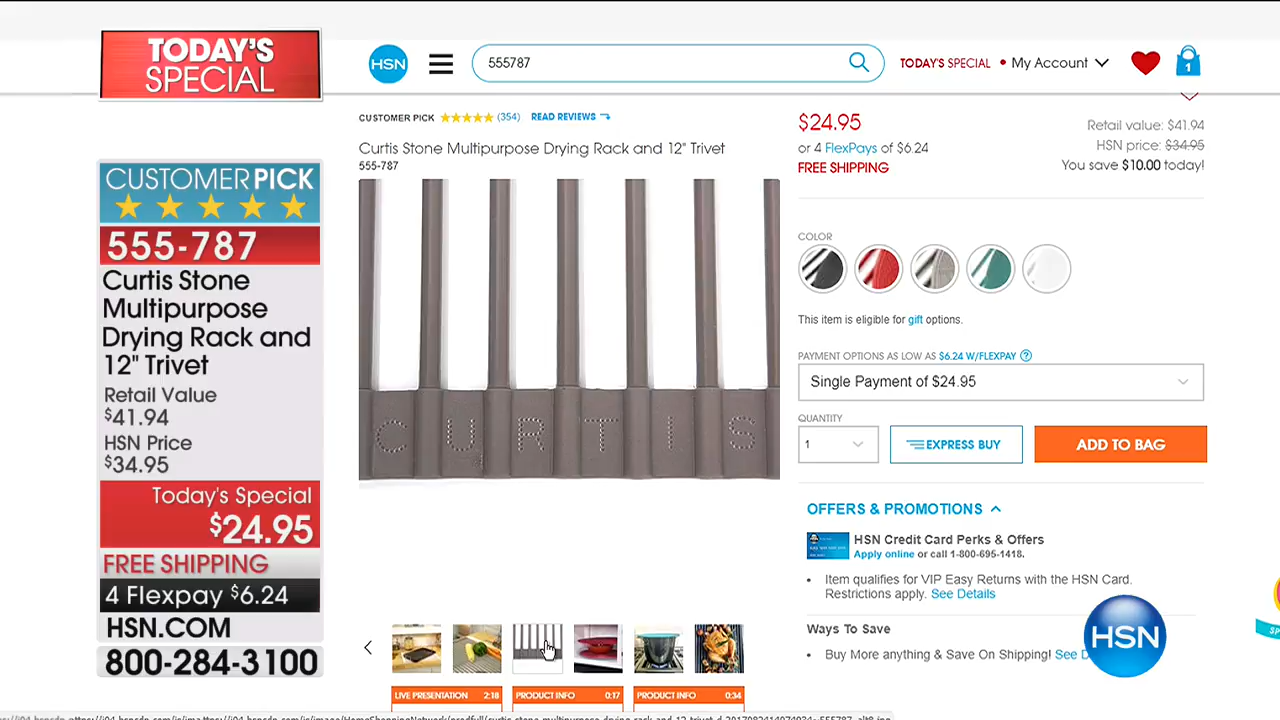 TODAY'S
SPECIAL
CUSTOMER PICK
555-787
Curtis Stone
Multipurpose
Drying Rack and
12" Trivet
Retail Value
$41.94
HSN Price
$34.95
Today's Special
$24.95
FREE SHIPPING
4 Flexpay $6.24
HSN.COM
800-284-3100
HSN
555787
TODAY'S SPECIAL • My Account
1
CUSTOMER PICK (354) READ REVIEWS
Curtis Stone Multipurpose Drying Rack and 12" Trivet
555-787
CURTIS
LIVE PRESENTATION 2:18
PRODUCT INFO 0:17
PRODUCT INFO 0:34
$24.95
or 4 FlexPays of $6.24
FREE SHIPPING
Retail value: $41.94
HSN price: $34.95
You save $10.00 today!
COLOR
This item is eligible for gift options.
PAYMENT OPTIONS AS LOW AS $6.24 W/FLEXPAY ?
Single Payment of $24.95
QUANTITY
1
EXPRESS BUY
ADD TO BAG
OFFERS & PROMOTIONS
HSN Credit Card Perks & Offers
Apply online or call 1-800-695-1418.
• Item qualifies for VIP Easy Returns with the HSN Card.
Restrictions apply. See Details
Ways To Save
• Buy More anything & Save On Shipping! See
HSN